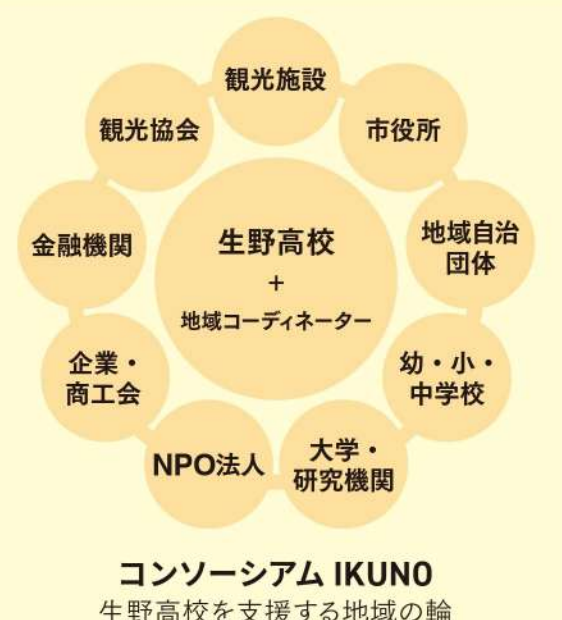 観光施設
市役所
地域自治
団体
幼・小・
中学校
大学・
研究機関
NPO法人
企業・
商工会
金融機関
観光協会
生野高校
+
地域コーディネーター
コンソーシアム IKUNO
生野高校を支援する地域の輪